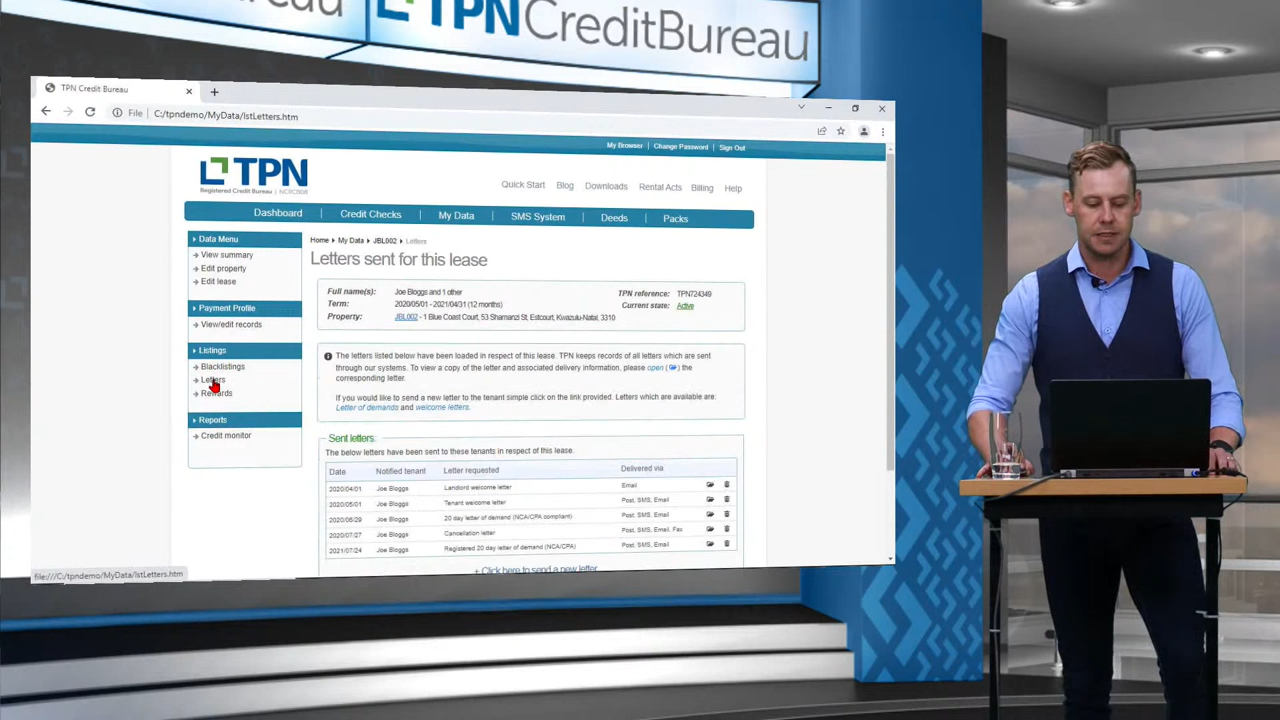 TPNCreditBureau
TPN Credit Bureau
File C:/tpndemo/MyData/lstLetters.htm
My Browser | Change Password | Sign Out
TPN
Registered Credit Bureau | NCRCB08
Quick Start Blog Downloads Rental Acts Billing Help
Dashboard | Credit Checks | My Data | SMS System | Deeds | Packs
Data Menu
View summary
Edit property
Edit lease
Payment Profile
View/edit records
Listings
Blacklistings
Letters
Rewards
Reports
Credit monitor
Home My Data JBL002 Letters
Letters sent for this lease
Full name(s): Joe Bloggs and 1 other TPN reference: TPN724349
Term: 2020/05/01 - 2021/04/31 (12 months) Current state: Active
Property: JBL002 - 1 Blue Coast Court, 53 Shamanzi St, Estcourt, Kwazulu-Natal, 3310
The letters listed below have been loaded in respect of this lease. TPN keeps records of all letters which are sent
through our systems. To view a copy of the letter and associated delivery information, please open ( ) the
corresponding letter.
If you would like to send a new letter to the tenant simple click on the link provided. Letters which are available are:
Letter of demands and welcome letters.
Sent letters
The below letters have been sent to these tenants in respect of this lease.
Date Notified tenant Letter requested Delivered via
2020/04/01 Joe Bloggs Landlord welcome letter Email
2020/05/01 Joe Bloggs Tenant welcome letter Post, SMS, Email
2020/06/29 Joe Bloggs 20 day letter of demand (NCA/CPA compliant) Post, SMS, Email
2020/07/27 Joe Bloggs Cancellation letter Post, SMS, Email, Fax
2021/07/24 Joe Bloggs Registered 20 day letter of demand (NCA/CPA) Post, SMS, Email
+ Click here to send a new letter
file:///C:/tpndemo/MyData/lstLetters.htm